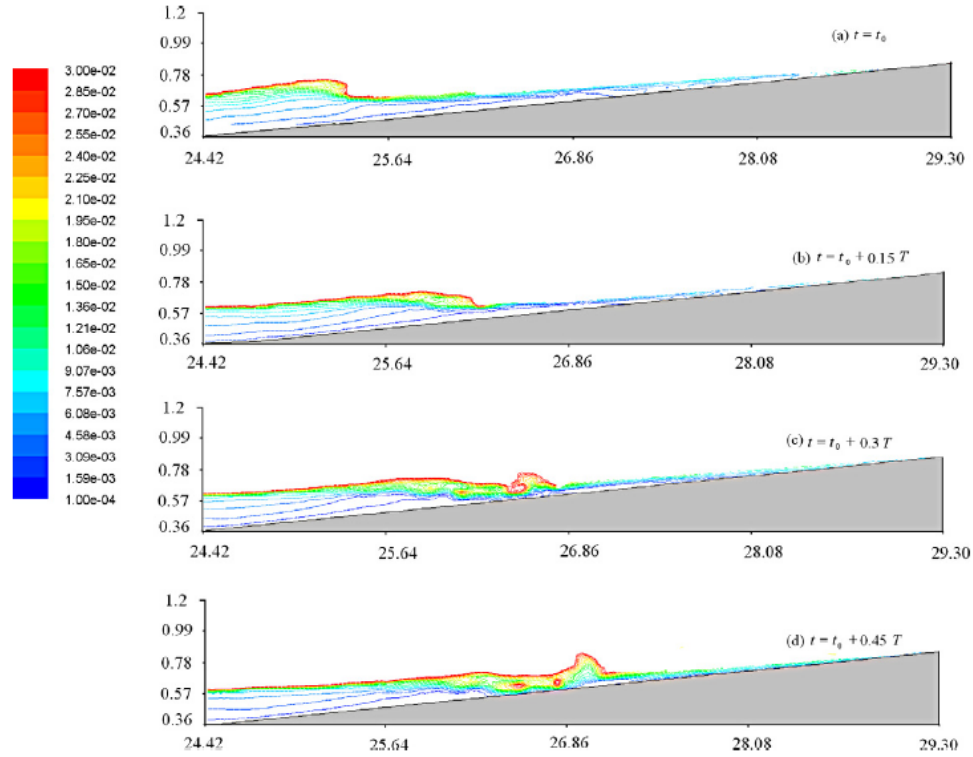 3.00e-02
2.85e-02
2.70e-02
2.55e-02
2.40e-02
2.25e-02
2.10e-02
1.95e-02
1.80e-02
1.65e-02
1.50e-02
1.36e-02
1.21e-02
1.06e-02
9.07e-03
7.57e-03
6.08e-03
4.58e-03
3.09e-03
1.59e-03
1.00e-04
1.2
0.99
0.78
0.57
0.36
(a) t = t₀
24.42 25.64 26.86 28.08 29.30
1.2
0.99
0.78
0.57
0.36
(b) t = t₀ + 0.15 T
24.42 25.64 26.86 28.08 29.30
1.2
0.99
0.78
0.57
0.36
(c) t = t₀ + 0.3 T
24.42 25.64 26.86 28.08 29.30
1.2
0.99
0.78
0.57
0.36
(d) t = t₀ + 0.45 T
24.42 25.64 26.86 28.08 29.30